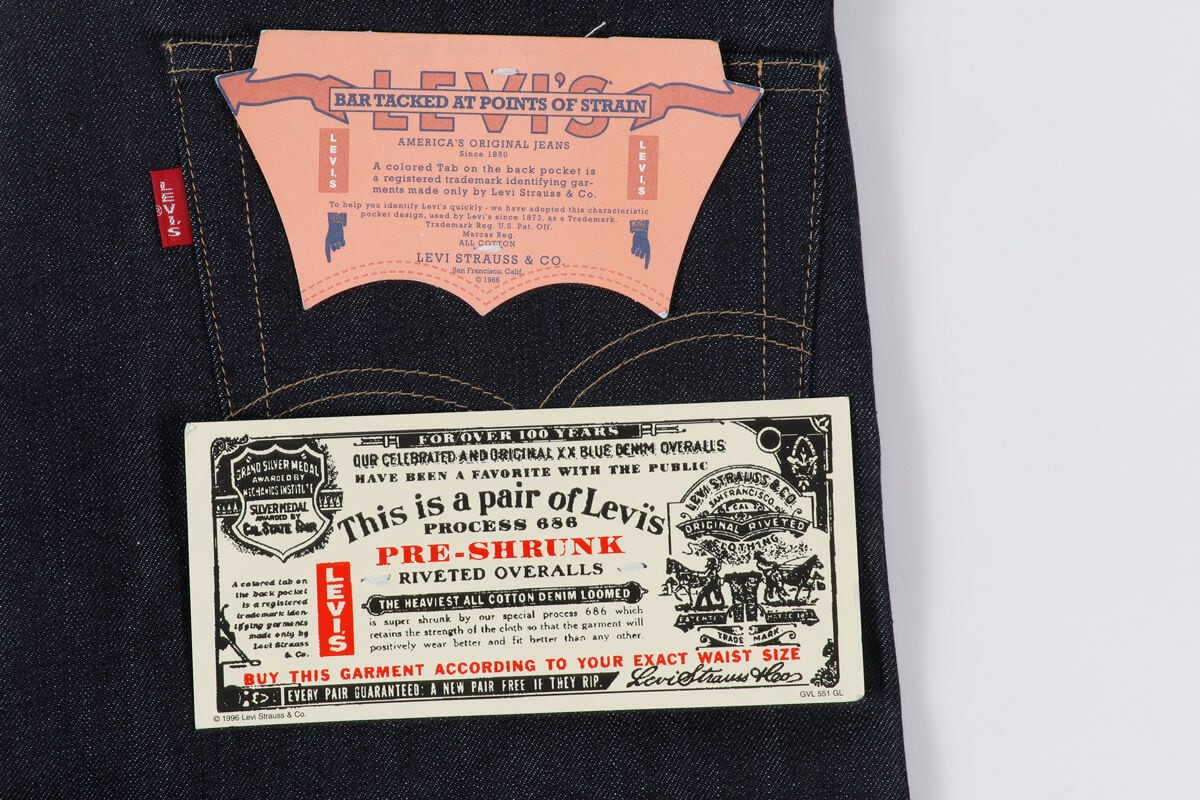 LEVI'S
BAR TACKED AT POINTS OF STRAIN
AMERICA'S ORIGINAL JEANS
Since 1850
LEVI'S
LEVI'S
A colored Tab on the back pocket is
a registered trademark identifying gar-
ments made only by Levi Strauss & Co.
To help you identify Levi's quickly - we have adopted this characteristic
pocket design, used by Levi's since 1873, as a Trademark.
Trademark Reg. U.S. Pat. Off.
Marcas Reg.
ALL COTTON
LEVI STRAUSS & CO.
San Francisco, Calif.
© 1966
LEVI'S
®
FOR OVER 100 YEARS
OUR CELEBRATED AND ORIGINAL XX BLUE DENIM OVERALLS
HAVE BEEN A FAVORITE WITH THE PUBLIC
This is a pair of Levi's
PROCESS 686
PRE-SHRUNK
RIVETED OVERALLS
THE HEAVIEST ALL COTTON DENIM LOOMED
is super shrunk by our special process 686 which
retains the strength of the cloth so that the garment will
positively wear better and fit better than any other.
GRAND SILVER MEDAL
AWARDED BY
MECHANICS INSTITUTE
SILVER MEDAL
AWARDED BY
CAL. STATE FAIR
A colored tab on
the back pocket
is a registered
trademark iden
tifying garments
made only by
Levi Strauss
& Co.
LEVI'S
LEVI STRAUSS & CO.
SAN FRANCISCO.
CAL.
ORIGINAL RIVETED
CLOTHING
TRADE MARK
BUY THIS GARMENT ACCORDING TO YOUR EXACT WAIST SIZE
EVERY PAIR GUARANTEED: A NEW PAIR FREE IF THEY RIP.
Levi Strauss & Co
© 1996 Levi Strauss & Co.
GVL 551 GL